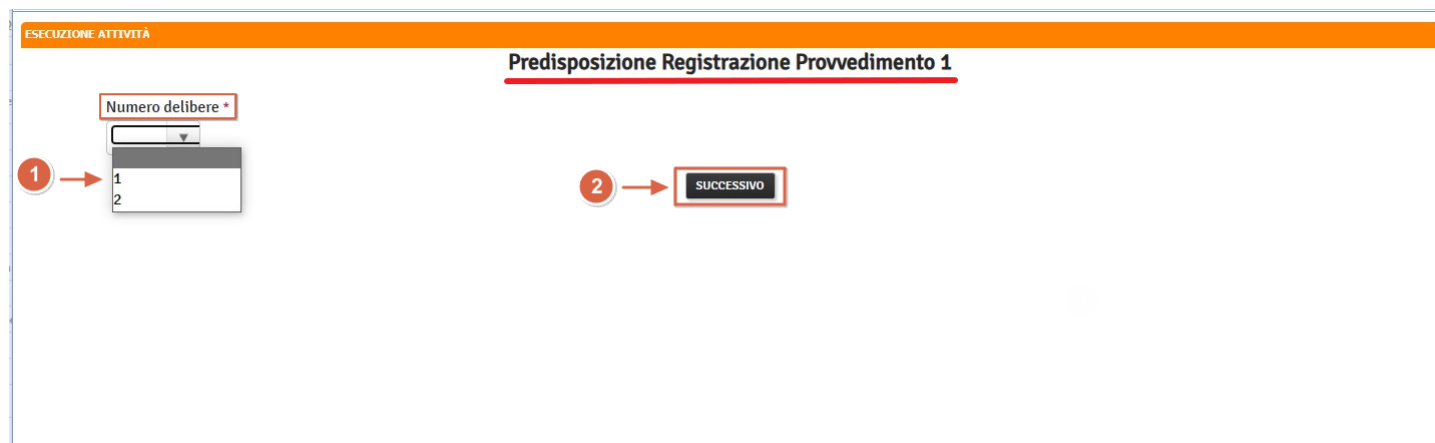 ESECUZIONE ATTIVITÀ
Predisposizione Registrazione Provvedimento 1
Numero delibere *
1
1
2
2
SUCCESSIVO